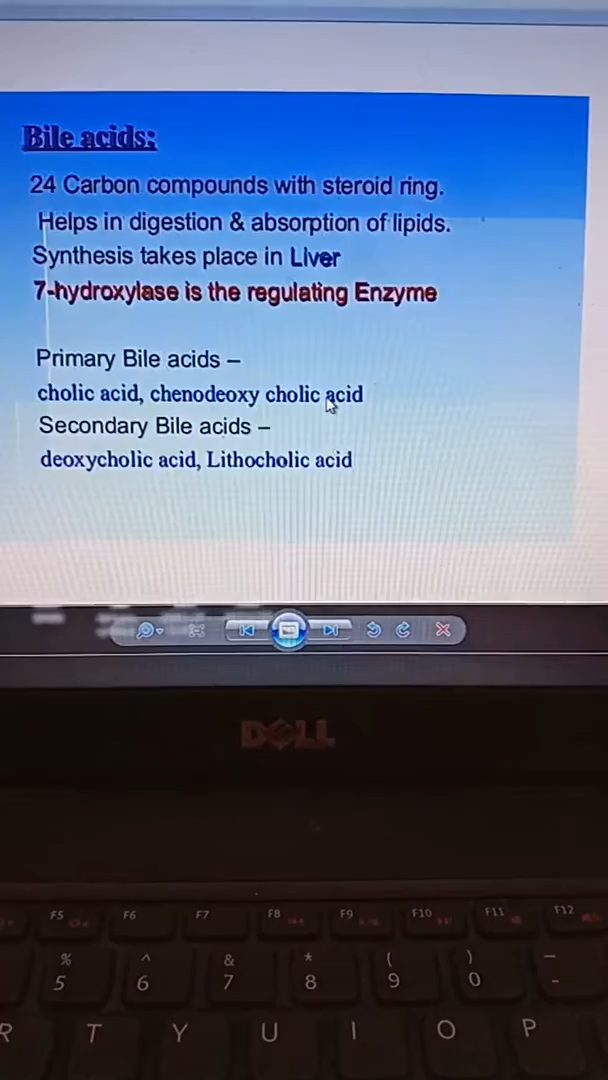 Bile acids:
24 Carbon compounds with steroid ring.
Helps in digestion & absorption of lipids.
Synthesis takes place in Liver
7-hydroxylase is the regulating Enzyme
Primary Bile acids –
cholic acid, chenodeoxy cholic acid
Secondary Bile acids –
deoxycholic acid, Lithocholic acid
DELL
F5 F6 F7 F8 F9 F10 F11 F12
% ^ & * ( ) –
5 6 7 8 9 0 -
R T Y U I O P